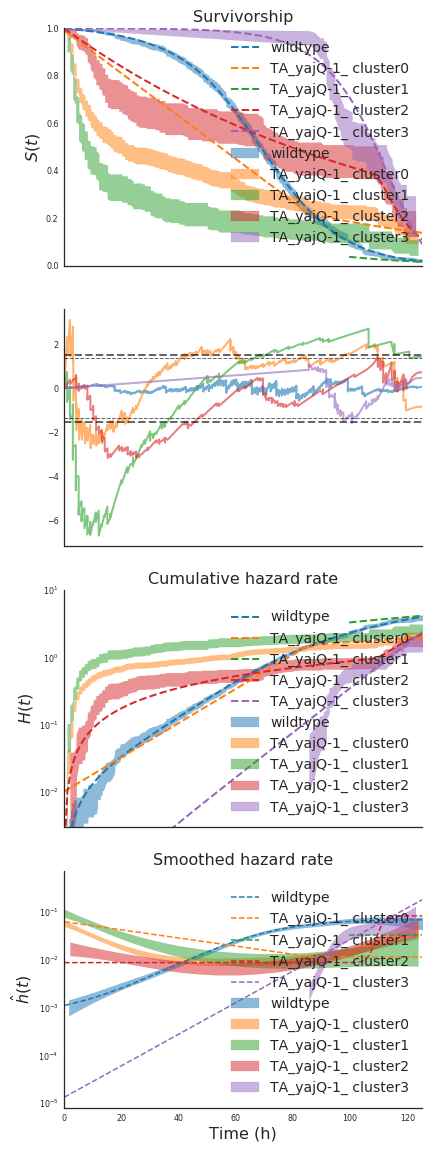 Survivorship
1.0
0.8
0.6
0.4
0.2
0.0
S(t)
wildtype
TA_yajQ-1_ cluster0
TA_yajQ-1_ cluster1
TA_yajQ-1_ cluster2
TA_yajQ-1_ cluster3
wildtype
TA_yajQ-1_ cluster0
TA_yajQ-1_ cluster1
TA_yajQ-1_ cluster2
TA_yajQ-1_ cluster3
2
0
−2
−4
−6
Cumulative hazard rate
10¹
10⁰
10⁻¹
10⁻²
H(t)
wildtype
TA_yajQ-1_ cluster0
TA_yajQ-1_ cluster1
TA_yajQ-1_ cluster2
TA_yajQ-1_ cluster3
wildtype
TA_yajQ-1_ cluster0
TA_yajQ-1_ cluster1
TA_yajQ-1_ cluster2
TA_yajQ-1_ cluster3
Smoothed hazard rate
10⁻¹
10⁻²
10⁻³
10⁻⁴
10⁻⁵
ĥ(t)
wildtype
TA_yajQ-1_ cluster0
TA_yajQ-1_ cluster1
TA_yajQ-1_ cluster2
TA_yajQ-1_ cluster3
wildtype
TA_yajQ-1_ cluster0
TA_yajQ-1_ cluster1
TA_yajQ-1_ cluster2
TA_yajQ-1_ cluster3
0 20 40 60 80 100 120
Time (h)